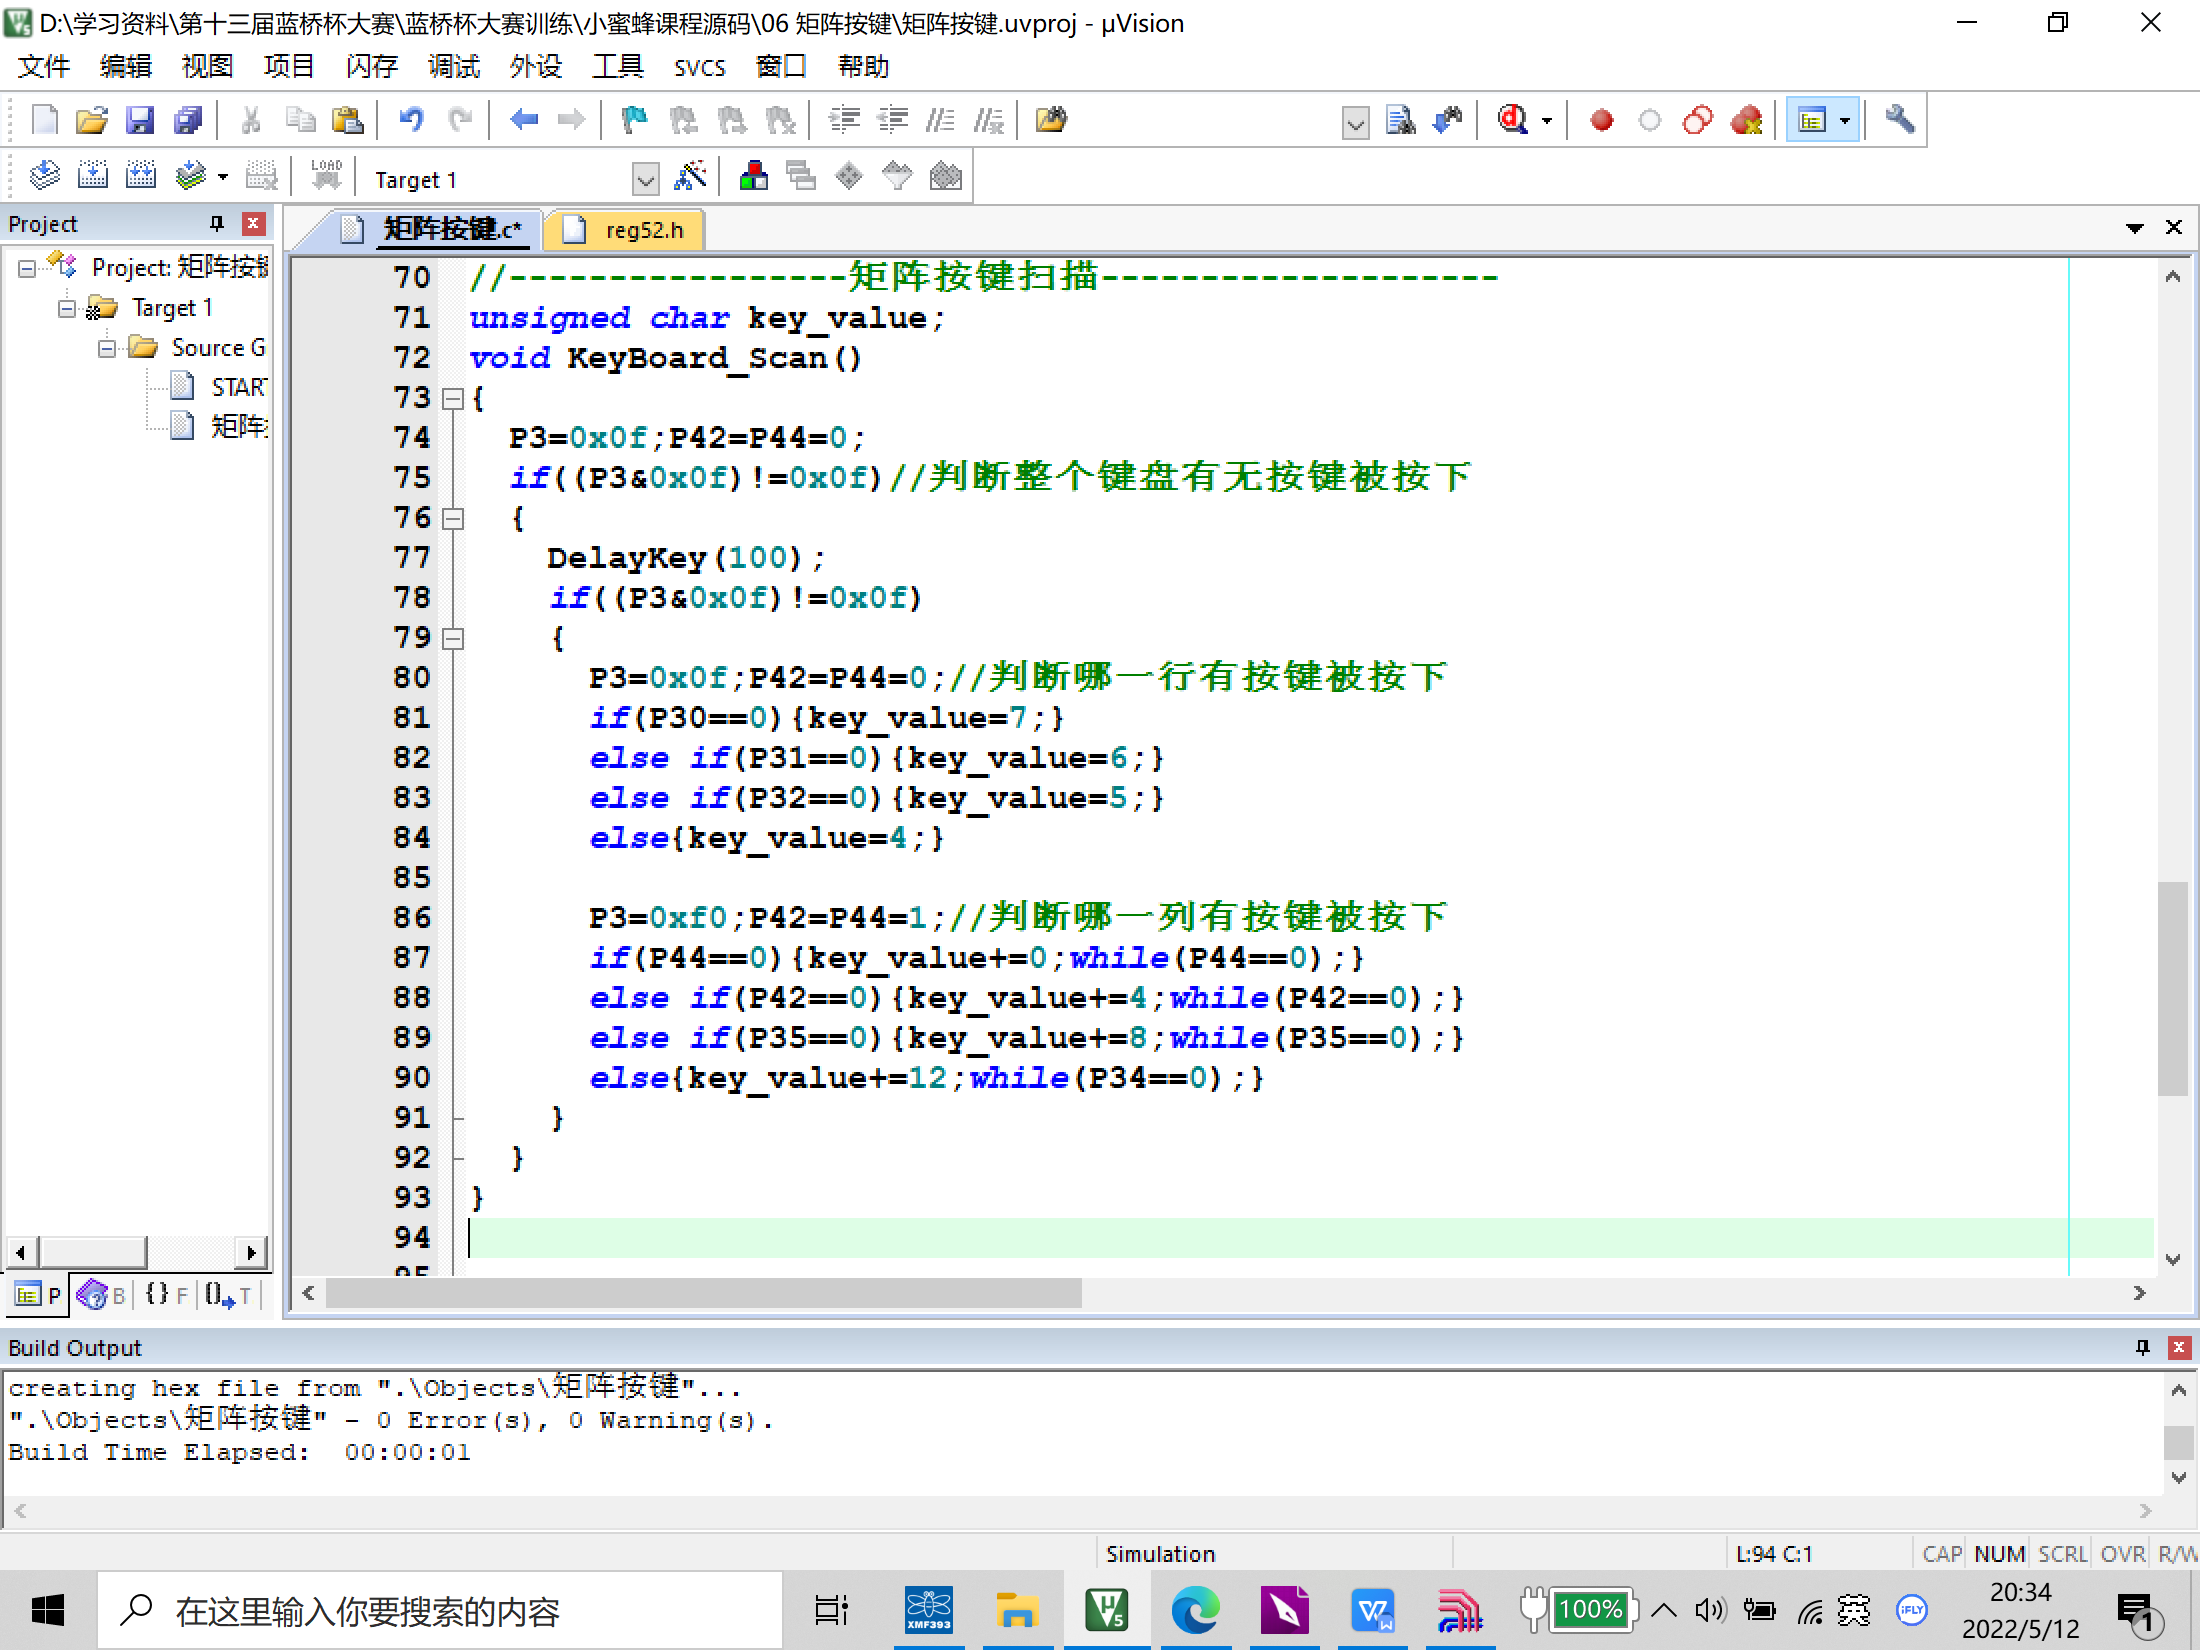 D:\学习资料\第十三届蓝桥杯大赛\蓝桥杯大赛训练\小蜜蜂课程源码\06 矩阵按键\矩阵按键.uvproj - µVision
文件 编辑 视图 项目 闪存 调试 外设 工具 SVCS 窗口 帮助
LOAD Target 1
Project
矩阵按键.c* reg52.h
Project: 矩阵按键
Target 1
Source G
START
矩阵
70 //-----------------矩阵按键扫描--------------------
71 unsigned char key_value;
72 void KeyBoard_Scan()
73 {
74 P3=0x0f;P42=P44=0;
75 if((P3&0x0f)!=0x0f)//判断整个键盘有无按键被按下
76 {
77 DelayKey(100);
78 if((P3&0x0f)!=0x0f)
79 {
80 P3=0x0f;P42=P44=0;//判断哪一行有按键被按下
81 if(P30==0){key_value=7;}
82 else if(P31==0){key_value=6;}
83 else if(P32==0){key_value=5;}
84 else{key_value=4;}
85
86 P3=0xf0;P42=P44=1;//判断哪一列有按键被按下
87 if(P44==0){key_value+=0;while(P44==0);}
88 else if(P42==0){key_value+=4;while(P42==0);}
89 else if(P35==0){key_value+=8;while(P35==0);}
90 else{key_value+=12;while(P34==0);}
91 }
92 }
93 }
94
95
P B {} F T
Build Output
creating hex file from ".\Objects\矩阵按键"...
".\Objects\矩阵按键" - 0 Error(s), 0 Warning(s).
Build Time Elapsed:  00:00:01
Simulation L:94 C:1 CAP NUM SCRL OVR R/W
在这里输入你要搜索的内容 XMF393 100% 英 iFLY 20:34
2022/5/12 1